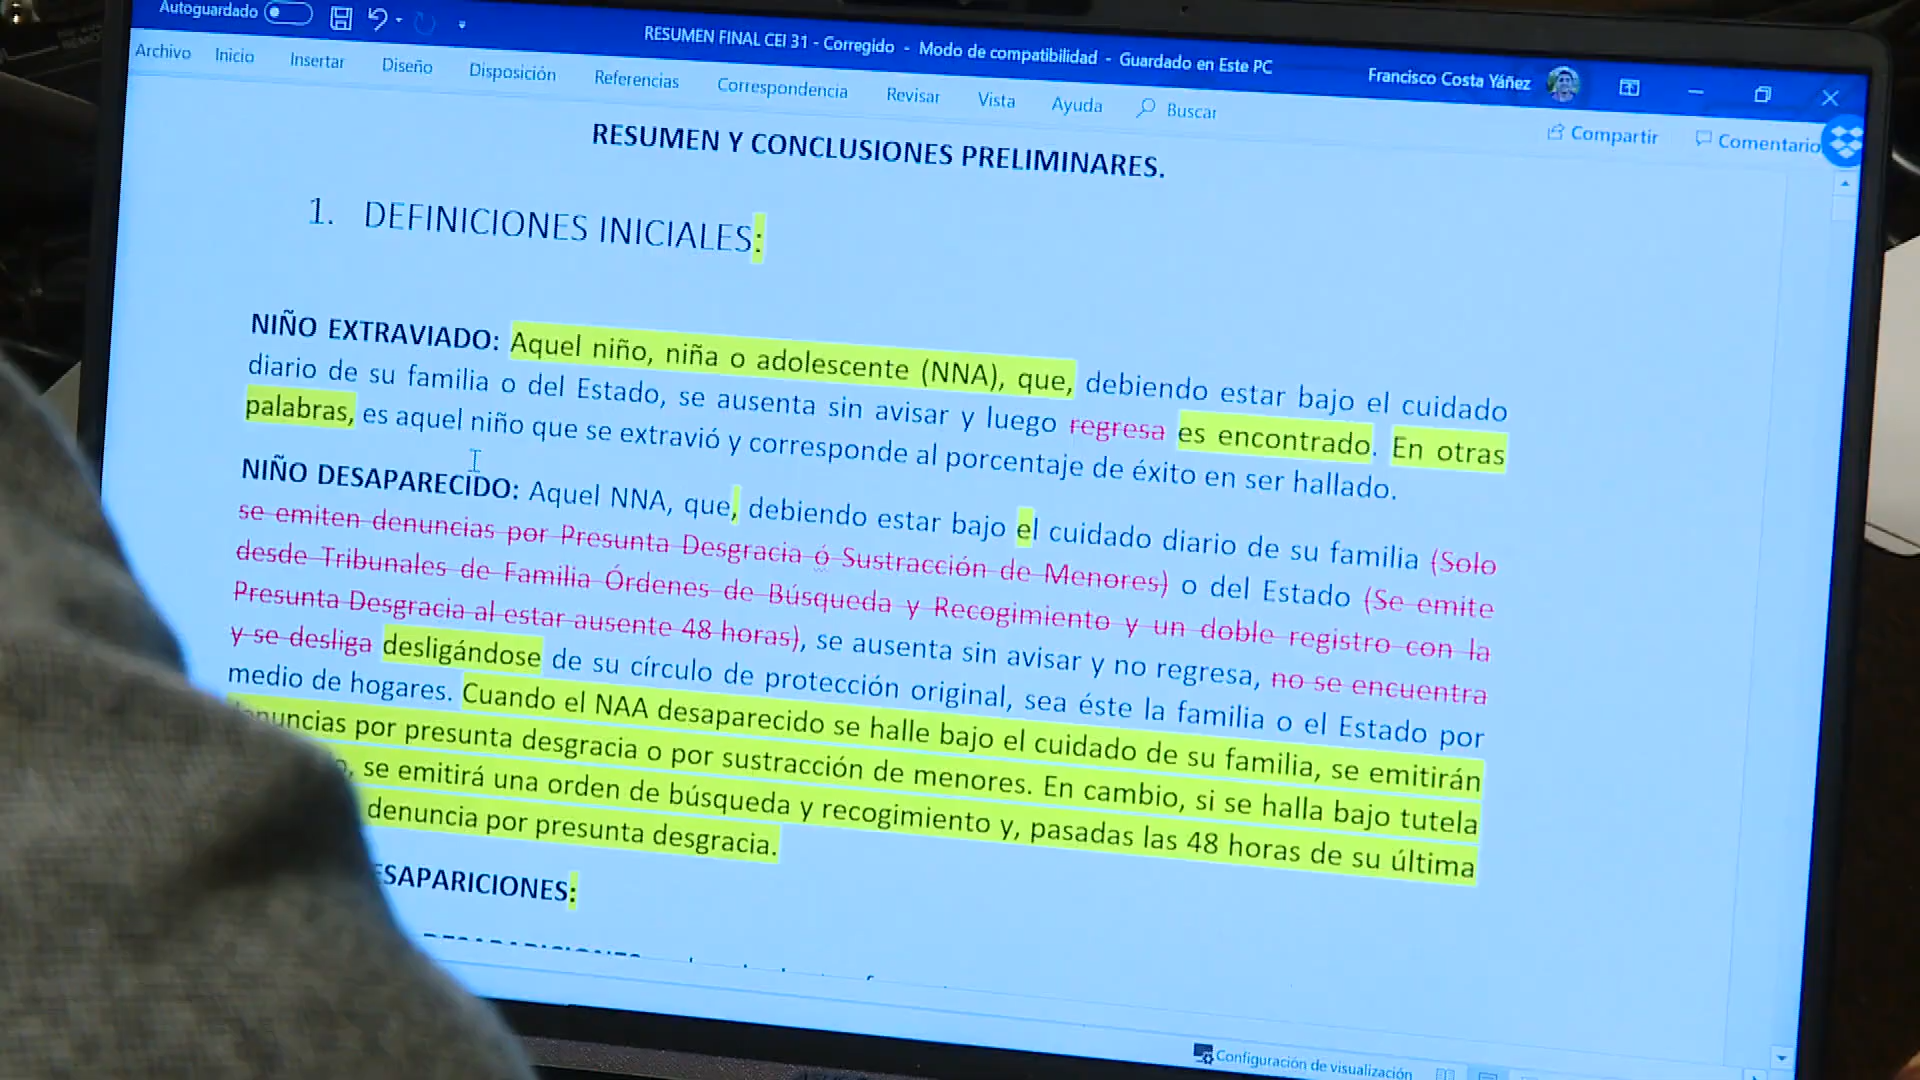 Autoguardado
RESUMEN FINAL CEI 31 - Corregido - Modo de compatibilidad - Guardado en Este PC
Francisco Costa Yáñez
Archivo Inicio Insertar Diseño Disposición Referencias Correspondencia Revisar Vista Ayuda Buscar
Compartir Comentario
RESUMEN Y CONCLUSIONES PRELIMINARES.
1. DEFINICIONES INICIALES:
NIÑO EXTRAVIADO: Aquel niño, niña o adolescente (NNA), que, debiendo estar bajo el cuidado
diario de su familia o del Estado, se ausenta sin avisar y luego regresa es encontrado. En otras
palabras, es aquel niño que se extravió y corresponde al porcentaje de éxito en ser hallado.
NIÑO DESAPARECIDO: Aquel NNA, que, debiendo estar bajo el cuidado diario de su familia (Solo
se emiten denuncias por Presunta Desgracia ó Sustracción de Menores) o del Estado (Se emite
desde Tribunales de Familia Órdenes de Búsqueda y Recogimiento y un doble registro con la
Presunta Desgracia al estar ausente 48 horas), se ausenta sin avisar y no regresa, no se encuentra
y se desliga desligándose de su círculo de protección original, sea éste la familia o el Estado por
medio de hogares. Cuando el NAA desaparecido se halle bajo el cuidado de su familia, se emitirán
por presunta desgracia o por sustracción de menores. En cambio, si se halla bajo tutela
se emitirá una orden de búsqueda y recogimiento y, pasadas las 48 horas de su última
denuncia por presunta desgracia.
ESAPARICIONES:
Configuración de visualización